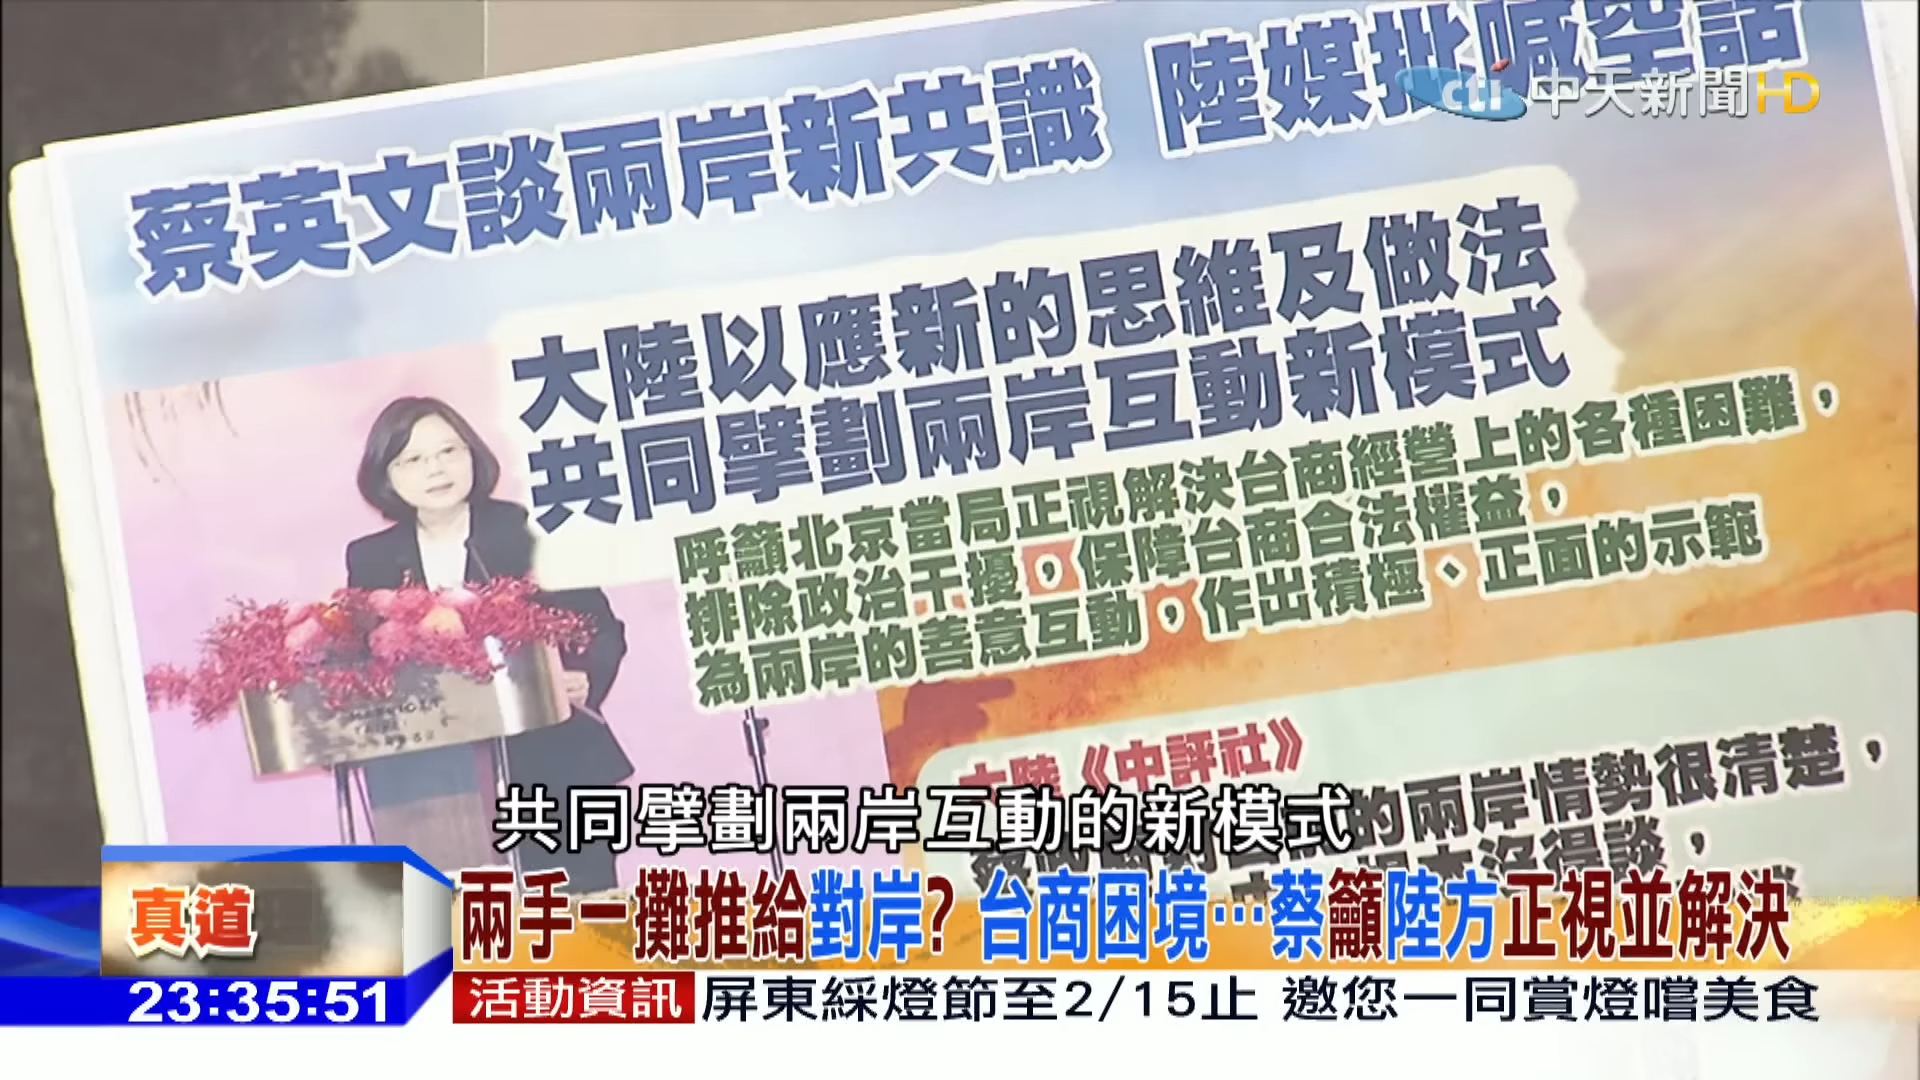 蔡英文談兩岸新共識 陸媒批喊空話
cti 中天新聞HD
大陸以應新的思維及做法
共同擘劃兩岸互動新模式
呼籲北京當局正視解決台商經營上的各種困難，
排除政治干擾，保障台商合法權益，
為兩岸的善意互動，作出積極、正面的示範
大陸《中評社》
的兩岸情勢很清楚，
沒得談，
共同擘劃兩岸互動的新模式
真道
兩手一攤推給對岸? 台商困境…蔡籲陸方正視並解決
23:35:51
活動資訊 屏東綵燈節至2/15止 邀您一同賞燈嚐美食